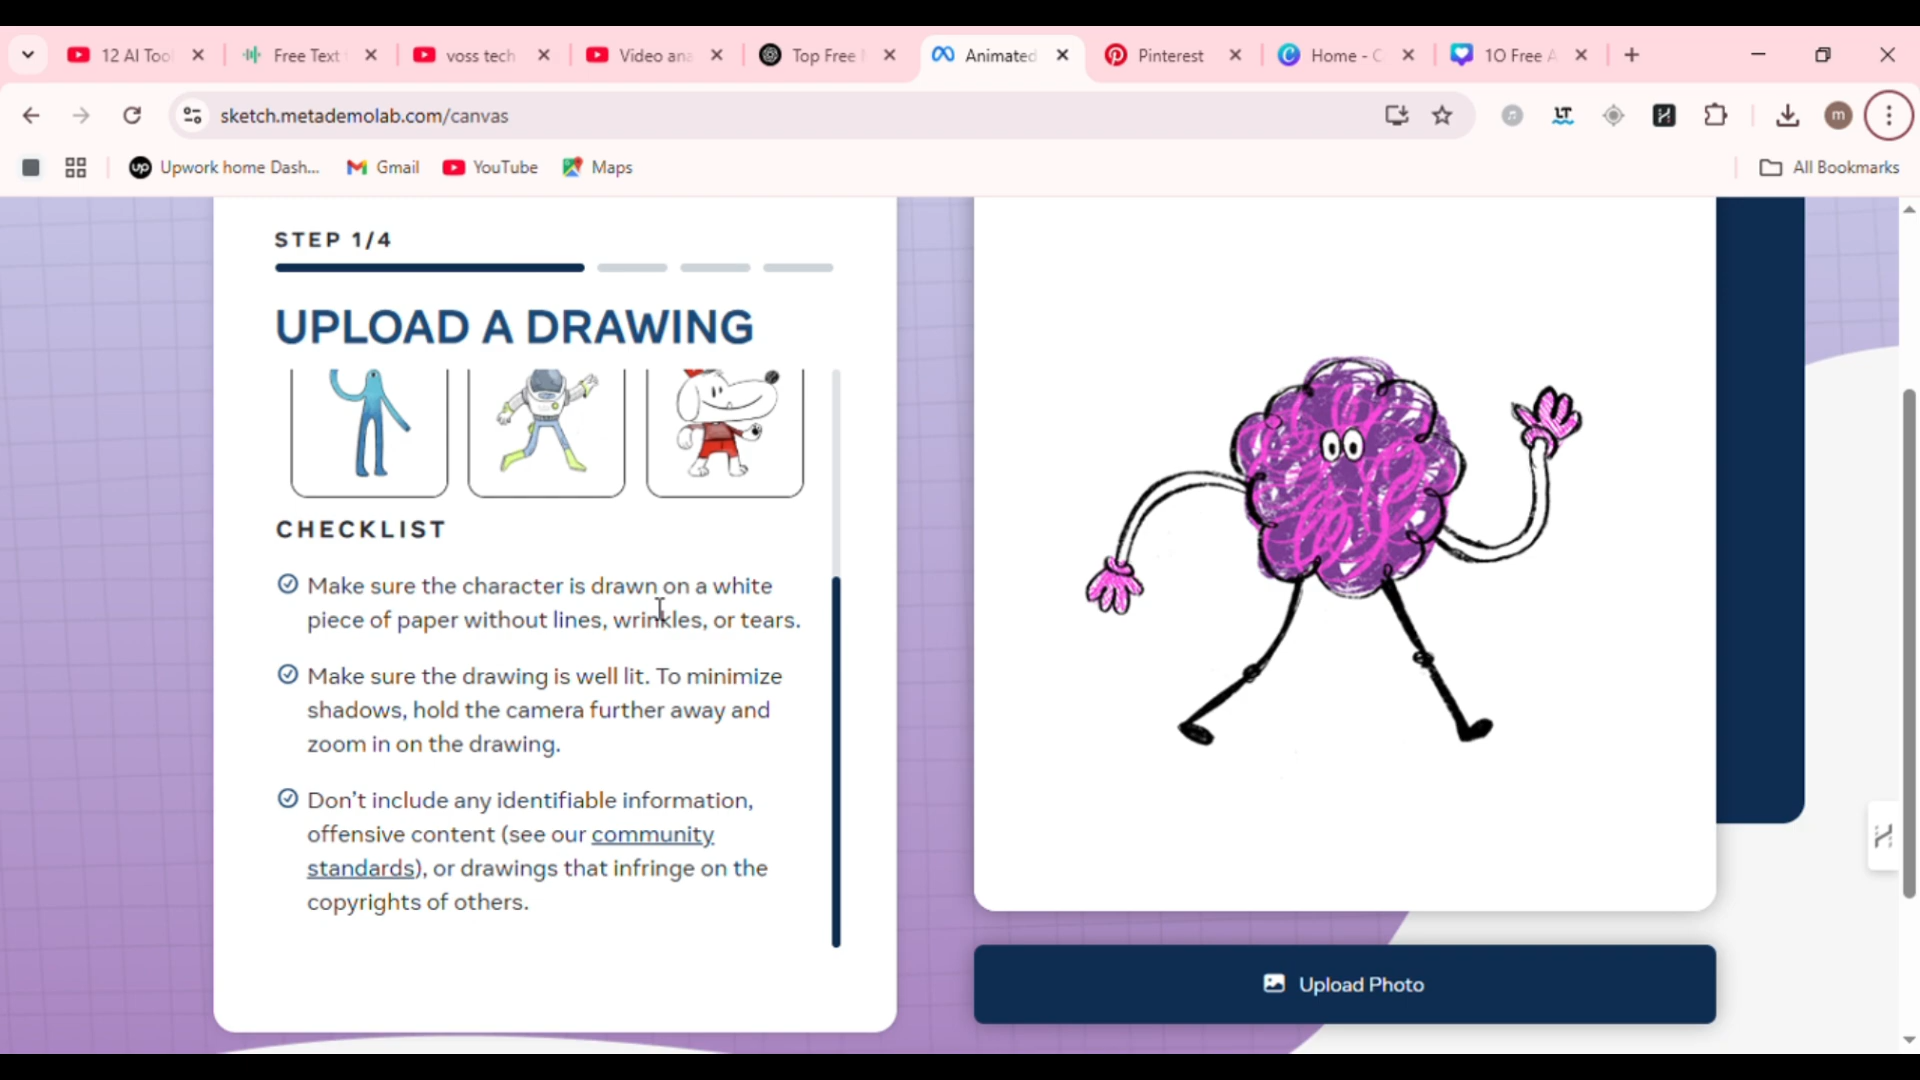 12 AI Too
Free Text
voss tech
Video ana
Top Free
Animated
Pinterest
Home - C
10 Free A
sketch.metademolab.com/canvas
LT
m
up
Upwork home Dash...
Gmail
YouTube
Maps
All Bookmarks
STEP 1/4
UPLOAD A DRAWING
CHECKLIST
Make sure the character is drawn on a white
piece of paper without lines, wrinkles, or tears.
Make sure the drawing is well lit. To minimize
shadows, hold the camera further away and
zoom in on the drawing.
Don't include any identifiable information,
offensive content (see our community
standards), or drawings that infringe on the
copyrights of others.
Upload Photo